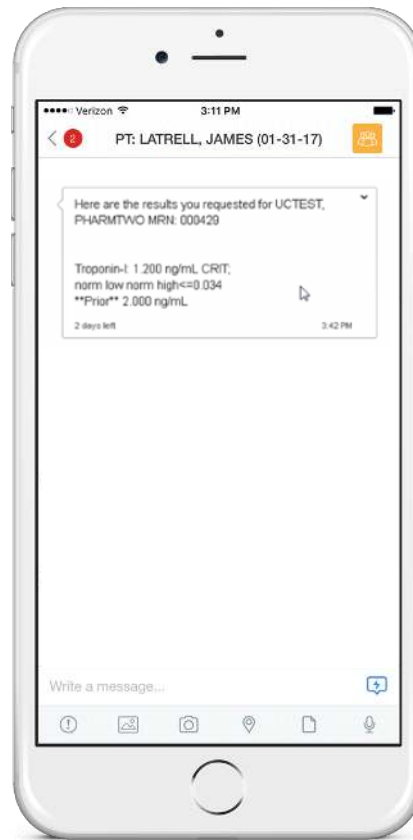 Verizon 3:11 PM
2 PT: LATRELL, JAMES (01-31-17)
Here are the results you requested for UCTEST,
PHARMTWO MRN: 000429
Troponin-I: 1.200 ng/mL CRIT;
norm low norm high<=0.034
**Prior** 2.000 ng/mL
2 days left 3:42 PM
Write a message...